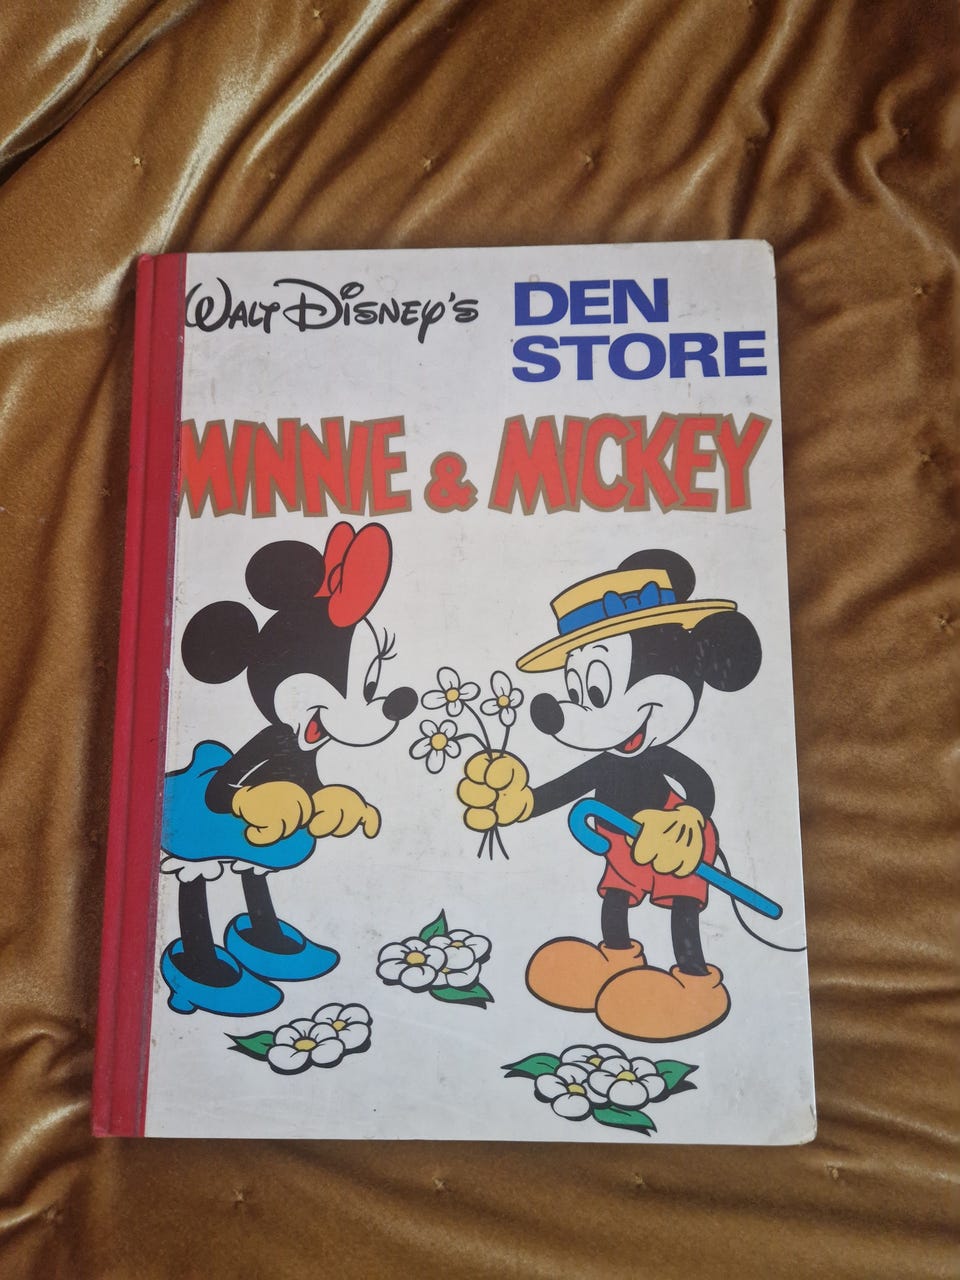 WALT DISNEY'S
DEN
STORE
MINNIE & MICKEY